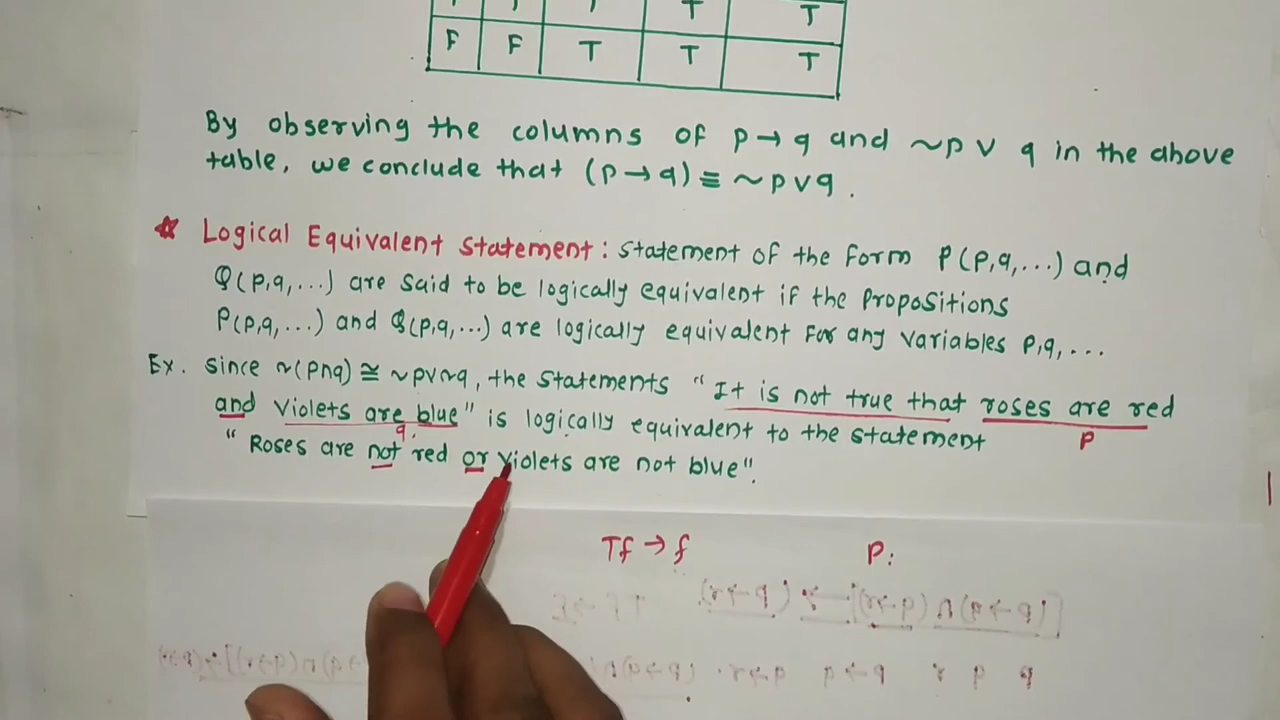 T T T
F F T T T
By observing the columns of p→q and ~p∨ q in the above
table, we conclude that (p→q) ≡ ~p∨q.
☆ Logical Equivalent Statement: Statement of the form P(p,q,...) and
Q(p,q,...) are said to be logically equivalent if the propositions
P(p,q,...) and Q(p,q,...) are logically equivalent for any variables p,q,...
Ex. since ~(p∩q) ≅ ~p∨~q, the statements "It is not true that roses are red
p
and violets are blue" is logically equivalent to the statement
q.
"Roses are not red or violets are not blue".
Tf → f P: